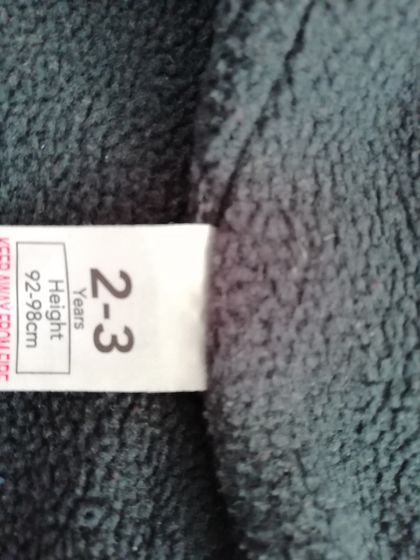 2-3
Years
Height
92-98cm
KEEP AWAY FROM FIRE